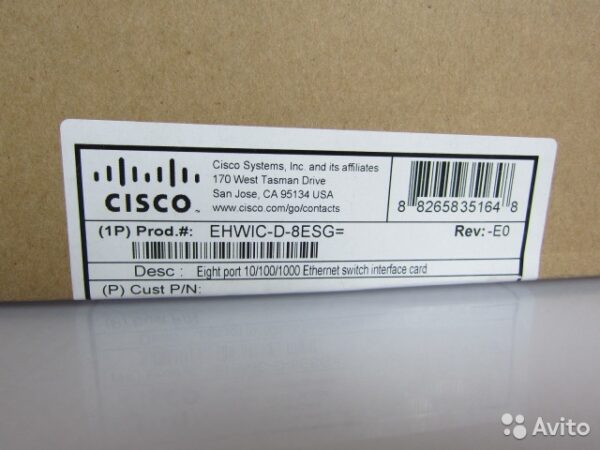 CISCO
Cisco Systems, Inc. and its affiliates
170 West Tasman Drive
San Jose, CA 95134 USA
www.cisco.com/go/contacts
8 82658 35164 8
(1P) Prod.#: EHWIC-D-8ESG= Rev:-E0
Desc : Eight port 10/100/1000 Ethernet switch interface card
(P) Cust P/N:
Avito